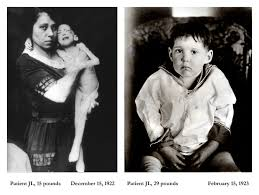 Patient JL, 15 pounds    December 15, 1922
Patient JL, 29 pounds    February 15, 1923